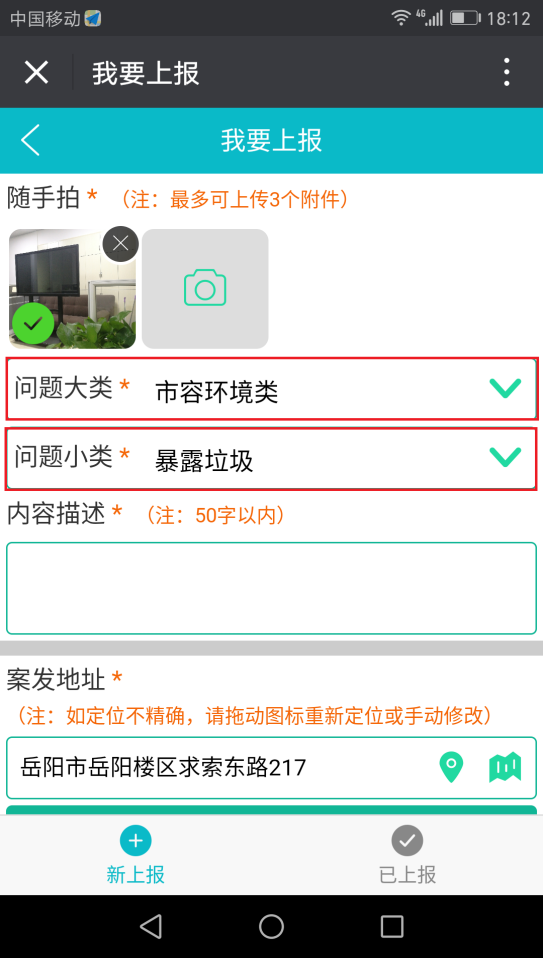 中国移动 4G 18:12
我要上报
我要上报
随手拍 * （注：最多可上传3个附件）
问题大类 * 市容环境类
问题小类 * 暴露垃圾
内容描述 * （注：50字以内）
案发地址 *
（注：如定位不精确，请拖动图标重新定位或手动修改）
岳阳市岳阳楼区求索东路217
新上报 已上报